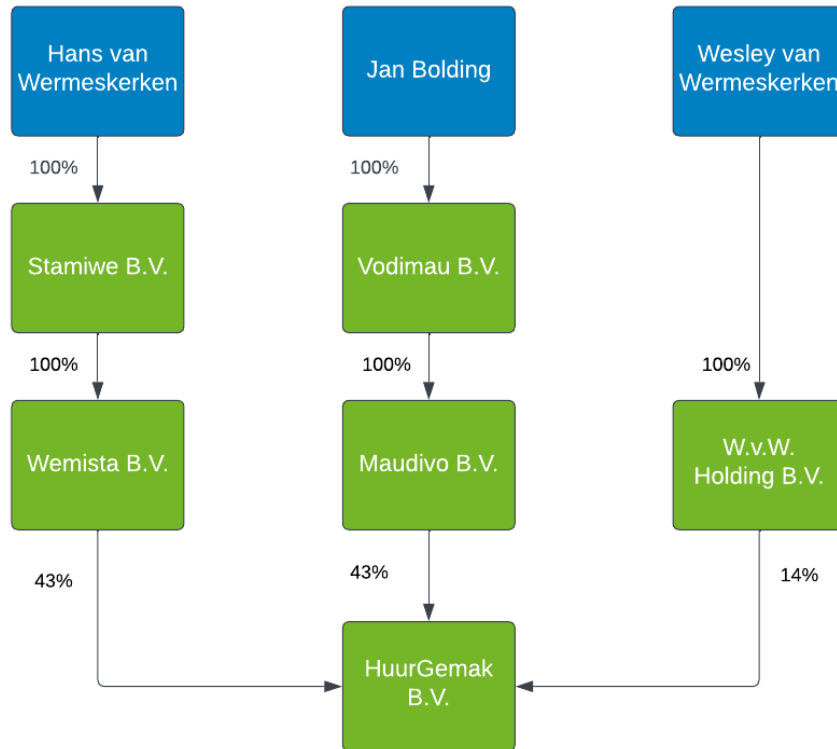 Hans van
Wermeskerken
Jan Bolding
Wesley van
Wermeskerken
100%
100%
Stamiwe B.V.
Vodimau B.V.
100%
100%
100%
Wemista B.V.
Maudivo B.V.
W.v.W.
Holding B.V.
43%
43%
14%
HuurGemak
B.V.